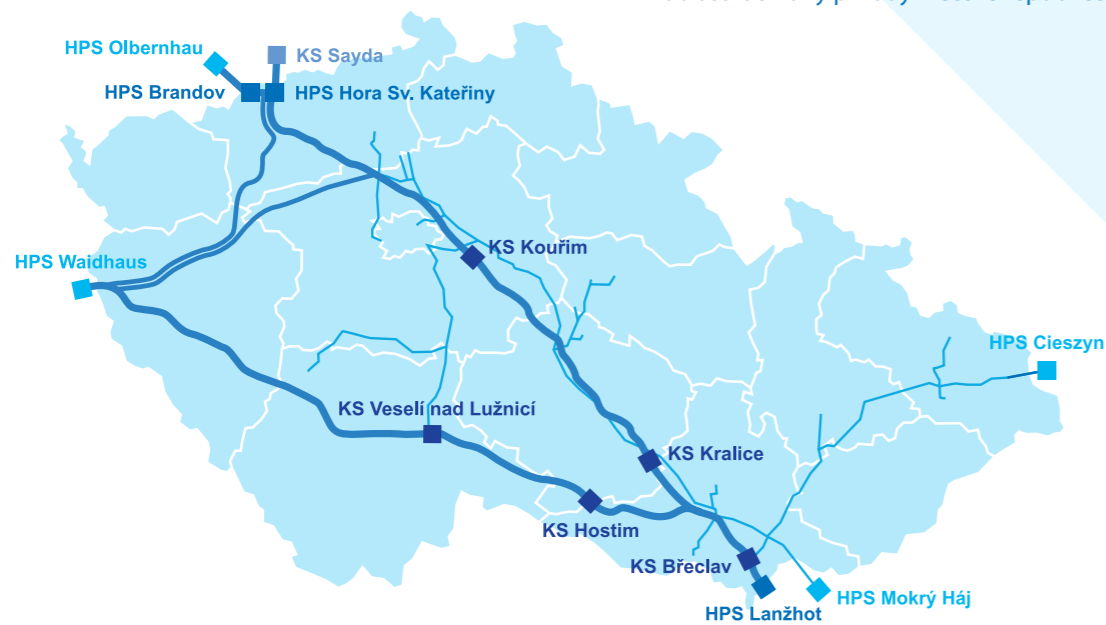 HPS Olbernhau
KS Sayda
HPS Brandov
HPS Hora Sv. Kateřiny
KS Kouřim
HPS Waidhaus
HPS Cieszyn
KS Veselí nad Lužnicí
KS Kralice
KS Hostim
KS Břeclav
HPS Mokrý Háj
HPS Lanžhot